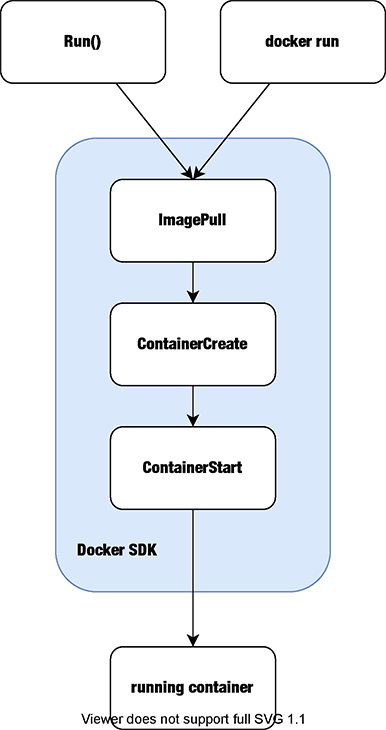 Run()
docker run
ImagePull
ContainerCreate
ContainerStart
Docker SDK
running container
Viewer does not support full SVG 1.1